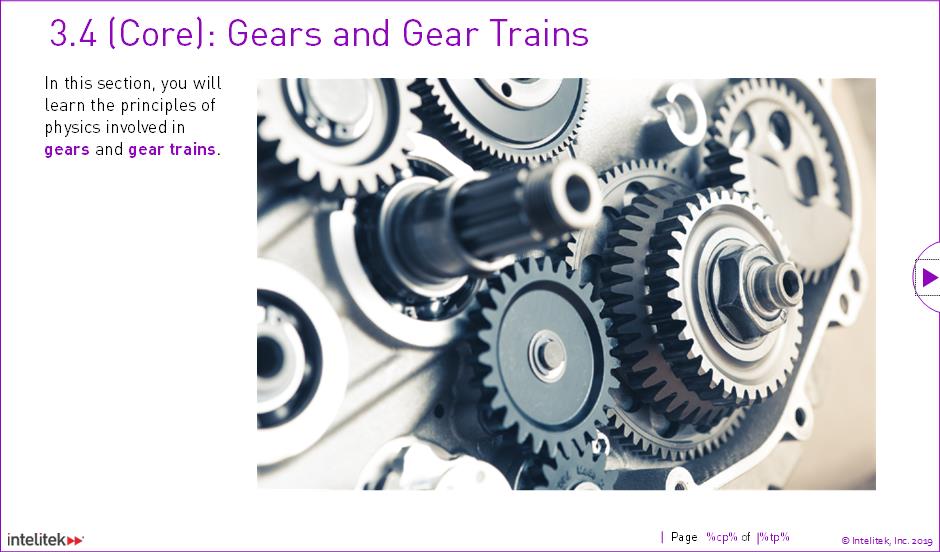 3.4 (Core): Gears and Gear Trains
In this section, you will
learn the principles of
physics involved in
gears and gear trains.
intelitek
| Page %cp% of |%tp%
© Intelitek, Inc. 2019